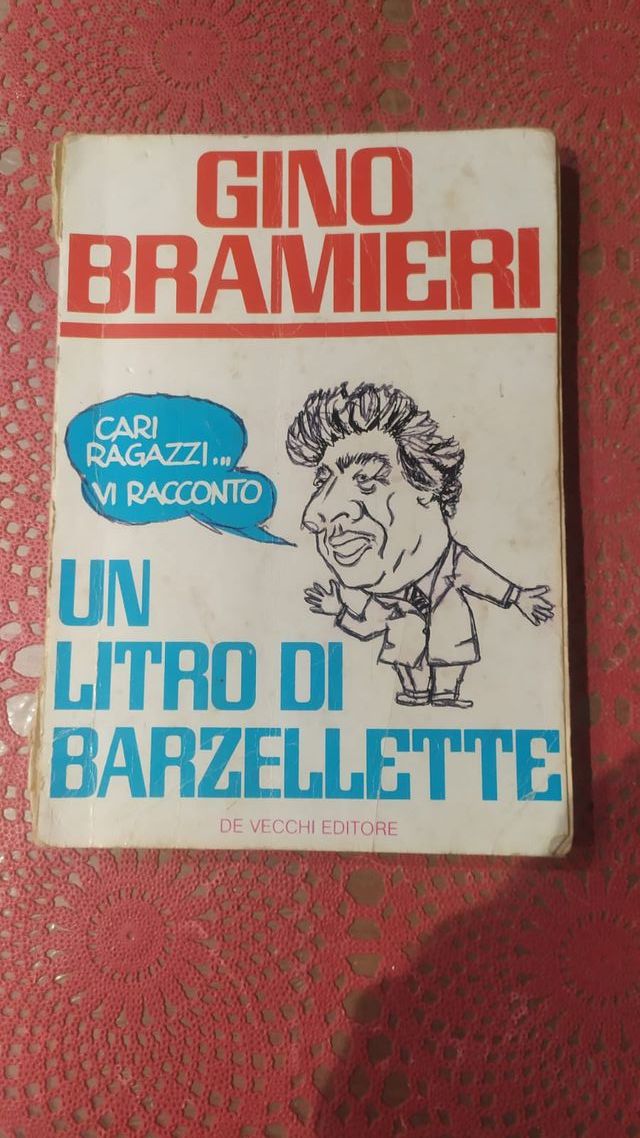 GINO
BRAMIERI
CARI
RAGAZZI...
VI RACCONTO
UN
LITRO DI
BARZELLETTE
DE VECCHI EDITORE